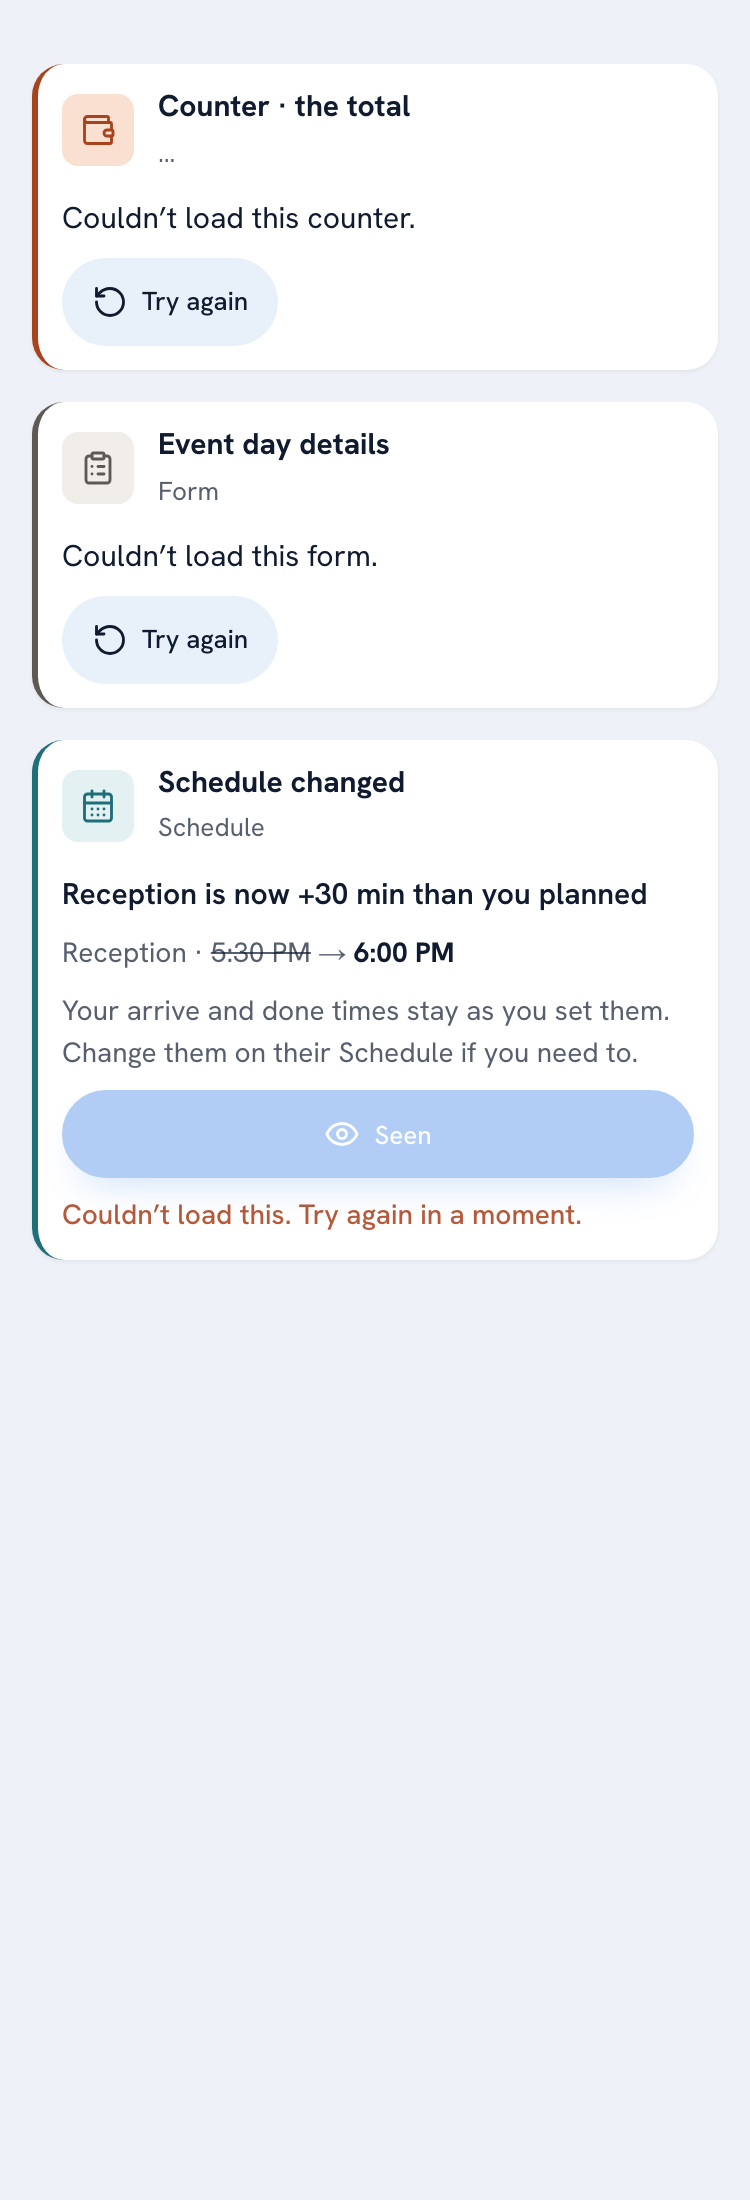 Counter · the total
...
Couldn’t load this counter.
Try again
Event day details
Form
Couldn’t load this form.
Try again
Schedule changed
Schedule
Reception is now +30 min than you planned
Reception · 5:30 PM → 6:00 PM
Your arrive and done times stay as you set them.
Change them on their Schedule if you need to.
Seen
Couldn’t load this. Try again in a moment.